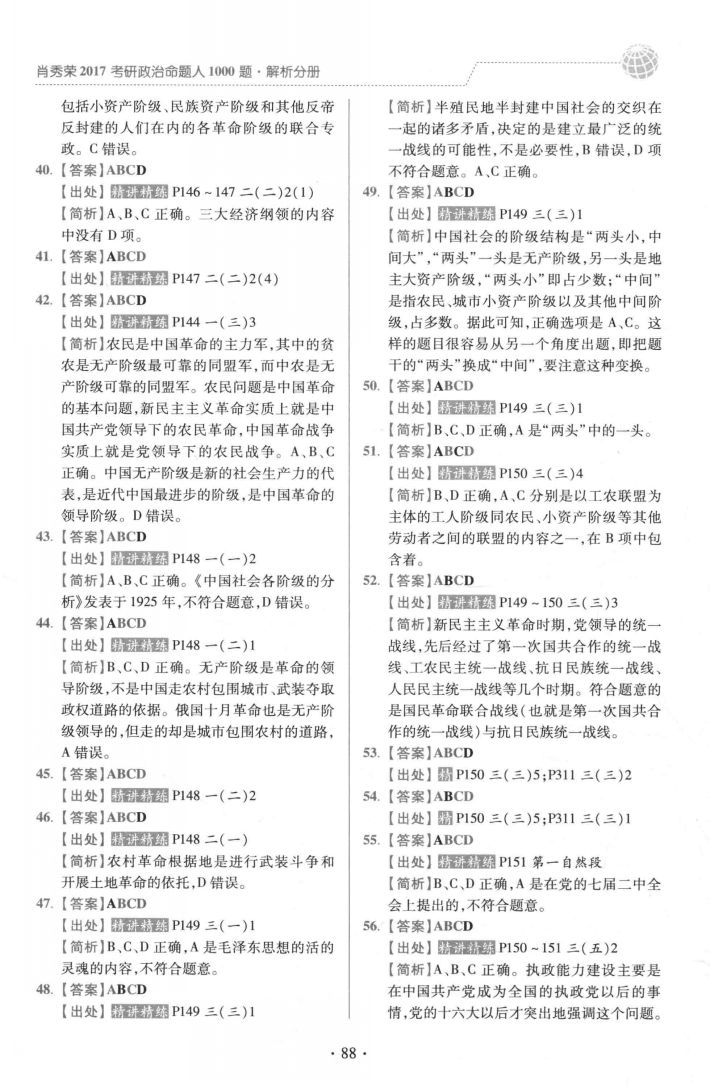 肖秀荣2017考研政治命题人1000题·解析分册
包括小资产阶级、民族资产阶级和其他反帝
反封建的人们在内的各革命阶级的联合专
政。C错误。
40.【答案】ABCD
【出处】精讲精练 P146~147 二(二)2(1)
【简析】A、B、C正确。三大经济纲领的内容
中没有D项。
41.【答案】ABCD
【出处】精讲精练 P147 二(二)2(4)
42.【答案】ABCD
【出处】精讲精练 P144 一(三)3
【简析】农民是中国革命的主力军,其中的贫
农是无产阶级最可靠的同盟军,而中农是无
产阶级可靠的同盟军。农民问题是中国革命
的基本问题,新民主主义革命实质上就是中
国共产党领导下的农民革命,中国革命战争
实质上就是党领导下的农民战争。A、B、C
正确。中国无产阶级是新的社会生产力的代
表,是近代中国最进步的阶级,是中国革命的
领导阶级。D错误。
43.【答案】ABCD
【出处】精讲精练 P148 一(一)2
【简析】A、B、C正确。《中国社会各阶级的分
析》发表于1925年,不符合题意,D错误。
44.【答案】ABCD
【出处】精讲精练 P148 一(二)1
【简析】B、C、D正确。无产阶级是革命的领
导阶级,不是中国走农村包围城市、武装夺取
政权道路的依据。俄国十月革命也是无产阶
级领导的,但走的却是城市包围农村的道路,
A错误。
45.【答案】ABCD
【出处】精讲精练 P148 一(二)2
46.【答案】ABCD
【出处】精讲精练 P148 二(一)
【简析】农村革命根据地是进行武装斗争和
开展土地革命的依托,D错误。
47.【答案】ABCD
【出处】精讲精练 P149 三(一)1
【简析】B、C、D正确,A是毛泽东思想的活的
灵魂的内容,不符合题意。
48.【答案】ABCD
【出处】精讲精练 P149 三(三)1
【简析】半殖民地半封建中国社会的交织在
一起的诸多矛盾,决定的是建立最广泛的统
一战线的可能性,不是必要性,B错误,D项
不符合题意。A、C正确。
49.【答案】ABCD
【出处】精讲精练 P149 三(三)1
【简析】中国社会的阶级结构是“两头小,中
间大”,“两头”一头是无产阶级,另一头是地
主大资产阶级,“两头小”即占少数;“中间”
是指农民、城市小资产阶级以及其他中间阶
级,占多数。据此可知,正确选项是A、C。这
样的题目很容易从另一个角度出题,即把题
干的“两头”换成“中间”,要注意这种变换。
50.【答案】ABCD
【出处】精讲精练 P149 三(三)1
【简析】B、C、D正确,A是“两头”中的一头。
51.【答案】ABCD
【出处】精讲精练 P150 三(三)4
【简析】B、D正确,A、C分别是以工农联盟为
主体的工人阶级同农民、小资产阶级等其他
劳动者之间的联盟的内容之一,在B项中包
含着。
52.【答案】ABCD
【出处】精讲精练 P149~150 三(三)3
【简析】新民主主义革命时期,党领导的统一
战线,先后经过了第一次国共合作的统一战
线、工农民主统一战线、抗日民族统一战线、
人民民主统一战线等几个时期。符合题意的
是国民革命联合战线(也就是第一次国共合
作的统一战线)与抗日民族统一战线。
53.【答案】ABCD
【出处】精 P150 三(三)5;P311 三(三)2
54.【答案】ABCD
【出处】精 P150 三(三)5;P311 三(三)1
55.【答案】ABCD
【出处】精讲精练 P151 第一自然段
【简析】B、C、D正确,A是在党的七届二中全
会上提出的,不符合题意。
56.【答案】ABCD
【出处】精讲精练 P150~151 三(五)2
【简析】A、B、C正确。执政能力建设主要是
在中国共产党成为全国的执政党以后的事
情,党的十六大以后才突出地强调这个问题。
·88·